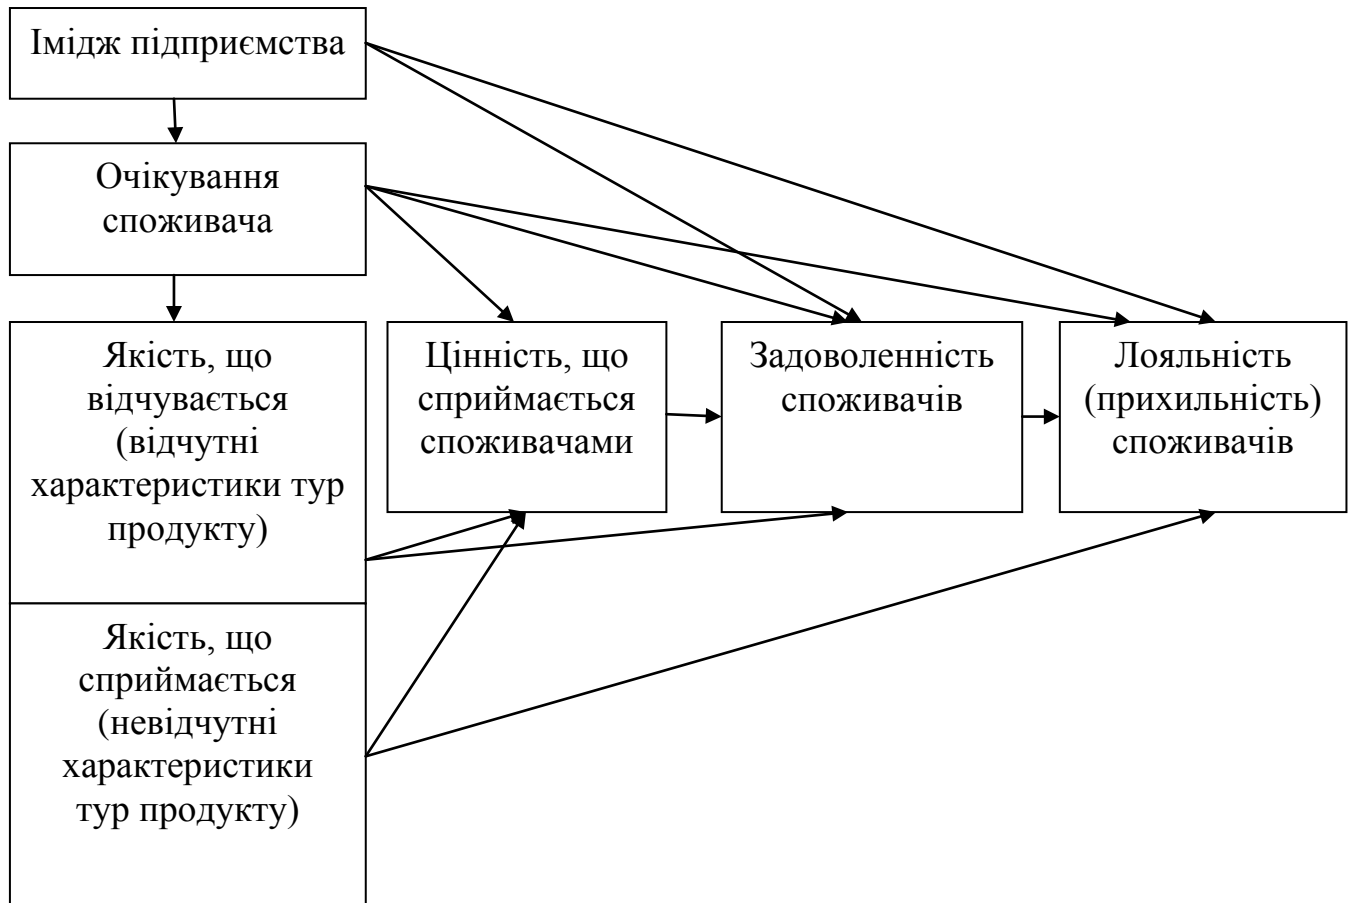 Імідж підприємства
Очікування
споживача
Якість, що
відчувається
(відчутні
характеристики тур
продукту)
Цінність, що
сприймається
споживачами
Задоволенність
споживачів
Лояльність
(прихильність)
споживачів
Якість, що
сприймається
(невідчутні
характеристики
тур продукту)